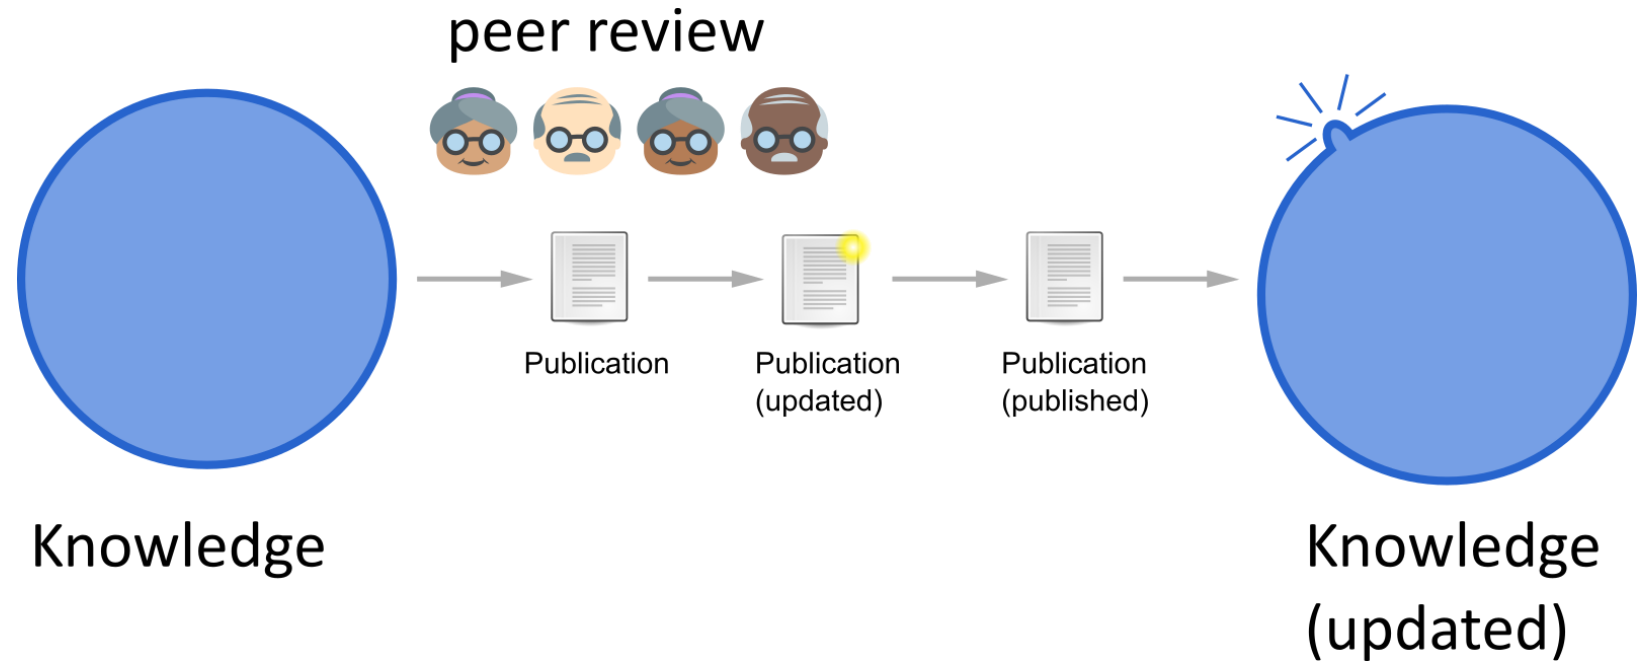 peer review
Publication
Publication
(updated)
Publication
(published)
Knowledge
Knowledge
(updated)